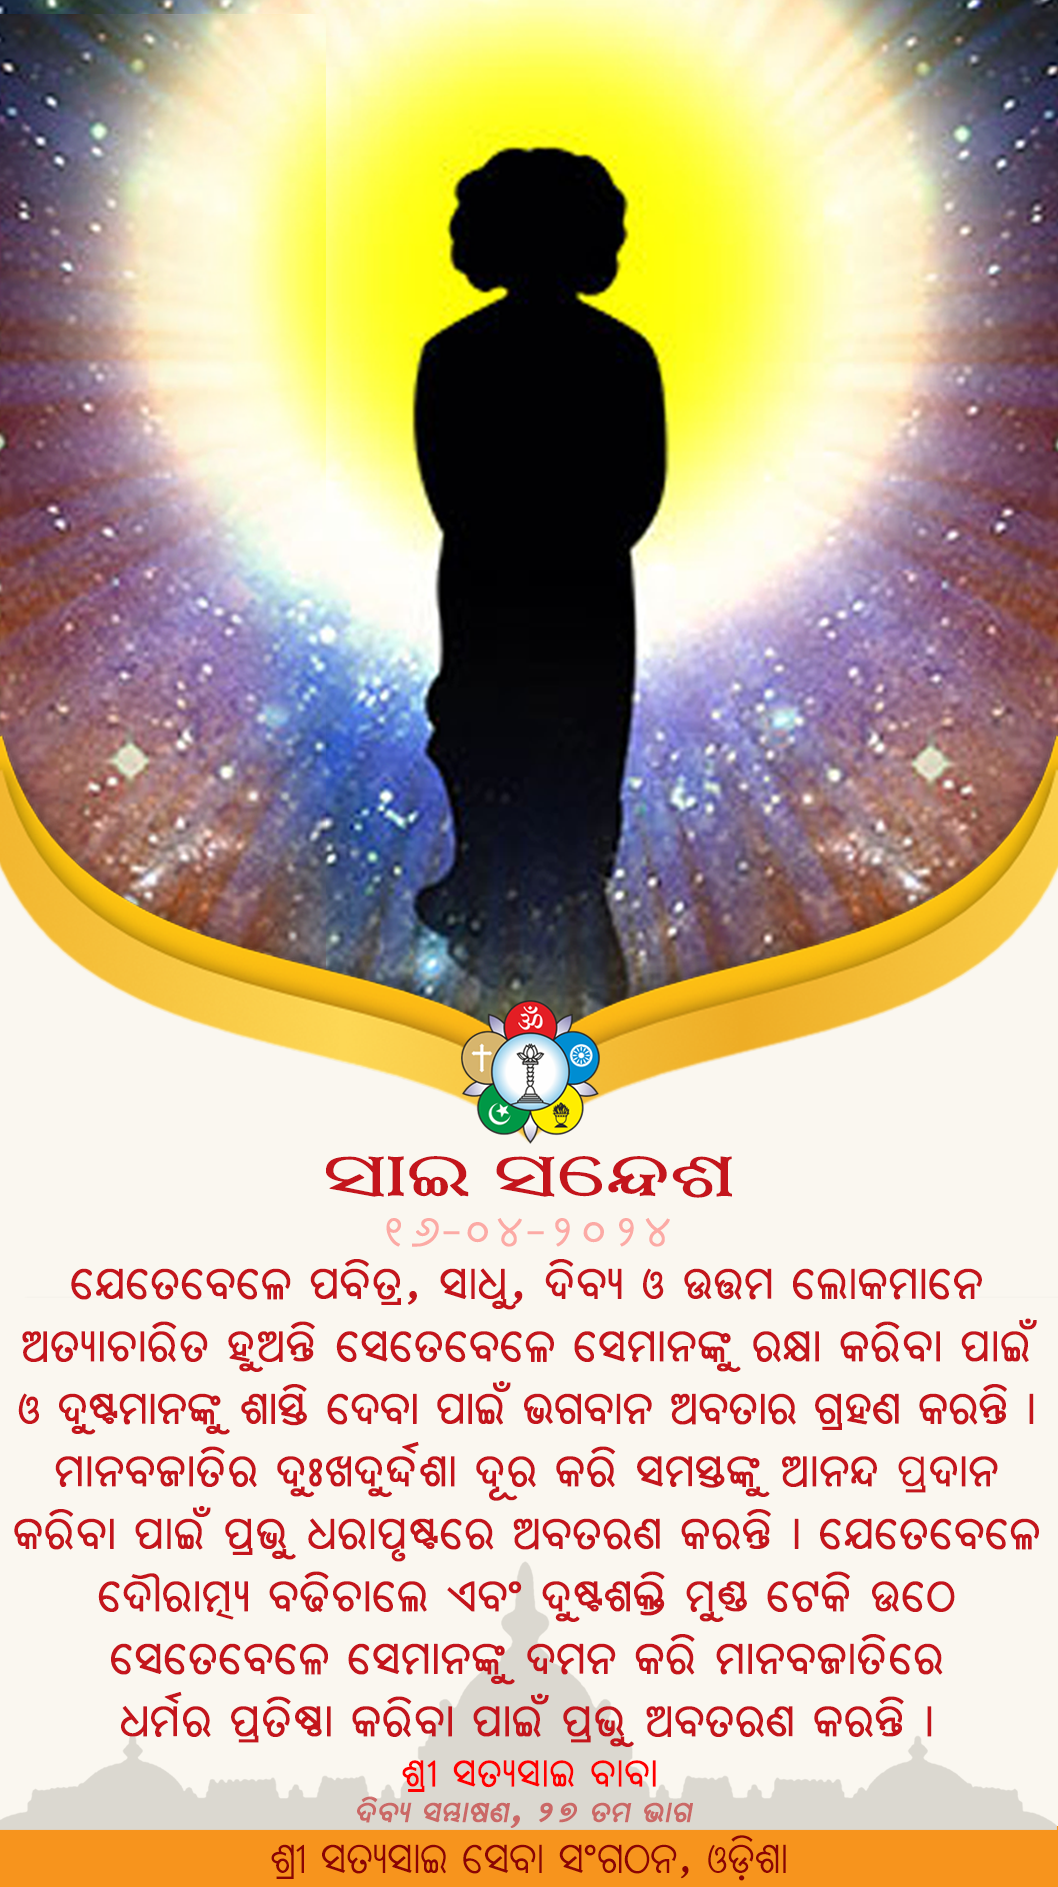 ॐ
ସାଇ ସନ୍ଦେଶ
୧୬-୦୪-୨୦୨୪
ଯେତେବେଳେ ପବିତ୍ର, ସାଧୁ, ଦିବ୍ୟ ଓ ଉତ୍ତମ ଲୋକମାନେ
ଅତ୍ୟାଚାରିତ ହୁଅନ୍ତି ସେତେବେଳେ ସେମାନଙ୍କୁ ରକ୍ଷା କରିବା ପାଇଁ
ଓ ଦୁଷ୍ଟମାନଙ୍କୁ ଶାସ୍ତି ଦେବା ପାଇଁ ଭଗବାନ ଅବତାର ଗ୍ରହଣ କରନ୍ତି ।
ମାନବଜାତିର ଦୁଃଖଦୁର୍ଦ୍ଦଶା ଦୂର କରି ସମସ୍ତଙ୍କୁ ଆନନ୍ଦ ପ୍ରଦାନ
କରିବା ପାଇଁ ପ୍ରଭୁ ଧରାପୃଷ୍ଟରେ ଅବତରଣ କରନ୍ତି । ଯେତେବେଳେ
ଦୌରାତ୍ମ୍ୟ ବଢିଚାଲେ ଏବଂ ଦୁଷ୍ଟଶକ୍ତି ମୁଣ୍ଡ ଟେକି ଉଠେ
ସେତେବେଳେ ସେମାନଙ୍କୁ ଦମନ କରି ମାନବଜାତିରେ
ଧର୍ମର ପ୍ରତିଷ୍ଠା କରିବା ପାଇଁ ପ୍ରଭୁ ଅବତରଣ କରନ୍ତି ।
ଶ୍ରୀ ସତ୍ୟସାଇ ବାବା
ଦିବ୍ୟ ସମ୍ଭାଷଣ, ୨୭ ତମ ଭାଗ
ଶ୍ରୀ ସତ୍ୟସାଇ ସେବା ସଂଗଠନ, ଓଡ଼ିଶା